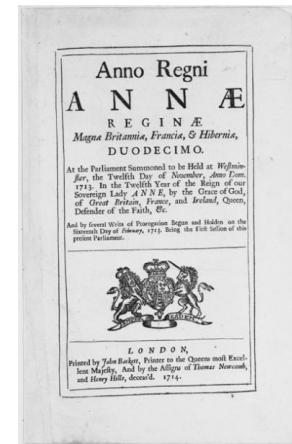 Anno Regni
ANNÆ
REGINÆ
Magnæ Britanniæ, Franciæ, & Hiberniæ,
DUODECIMO.
At the Parliament Summoned to be Held at Westmin-
ster, the Twelfth Day of November, Anno Dom.
1713. In the Twelfth Year of the Reign of our
Sovereign Lady ANNE, by the Grace of God,
of Great Britain, France, and Ireland, Queen,
Defender of the Faith, &c.
And by several Writs of Prorogation Begun and Holden on the
Sixteenth Day of February, 1713. Being the First Session of this
present Parliament.
LONDON,
Printed by John Baskett, Printer to the Queens most Excel-
lent Majesty, And by the Assigns of Thomas Newcomb,
and Henry Hills, deceas'd. 1714.